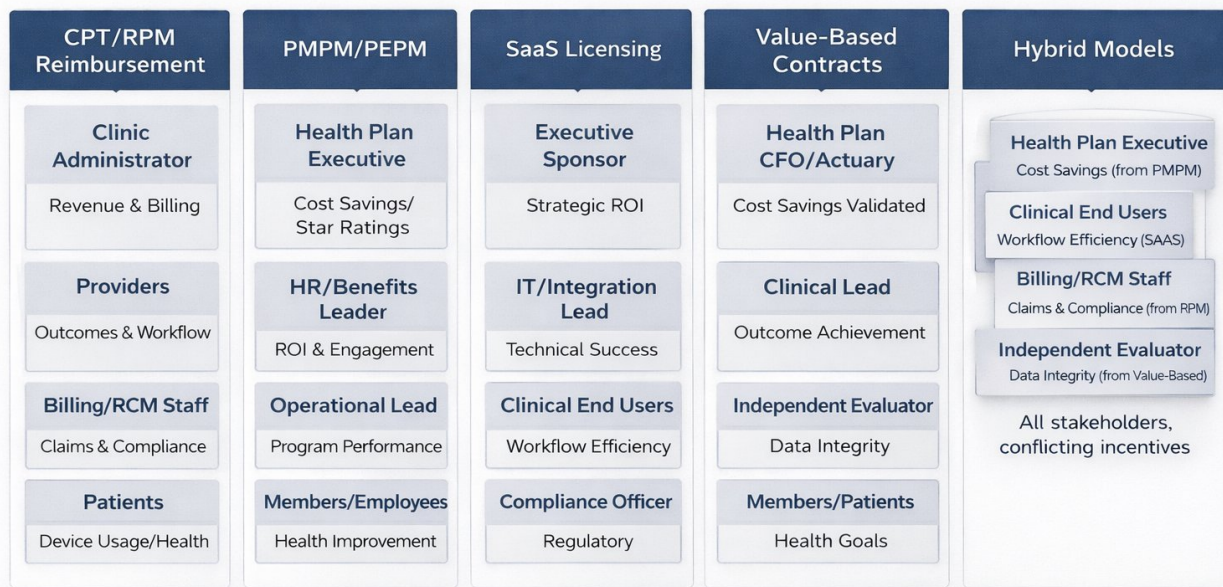 CPT/RPM
Reimbursement
Clinic
Administrator
Revenue & Billing
Providers
Outcomes & Workflow
Billing/RCM Staff
Claims & Compliance
Patients
Device Usage/Health
PMPM/PEPM
Health Plan
Executive
Cost Savings/
Star Ratings
HR/Benefits
Leader
ROI & Engagement
Operational Lead
Program Performance
Members/Employees
Health Improvement
SaaS Licensing
Executive
Sponsor
Strategic ROI
IT/Integration
Lead
Technical Success
Clinical End Users
Workflow Efficiency
Compliance Officer
Regulatory
Value-Based
Contracts
Health Plan
CFO/Actuary
Cost Savings Validated
Clinical Lead
Outcome Achievement
Independent Evaluator
Data Integrity
Members/Patients
Health Goals
Hybrid Models
Health Plan Executive
Cost Savings (from PMPM)
Clinical End Users
Workflow Efficiency (SAAS)
Billing/RCM Staff
Claims & Compliance (from RPM)
Independent Evaluator
Data Integrity (from Value-Based)
All stakeholders,
conflicting incentives